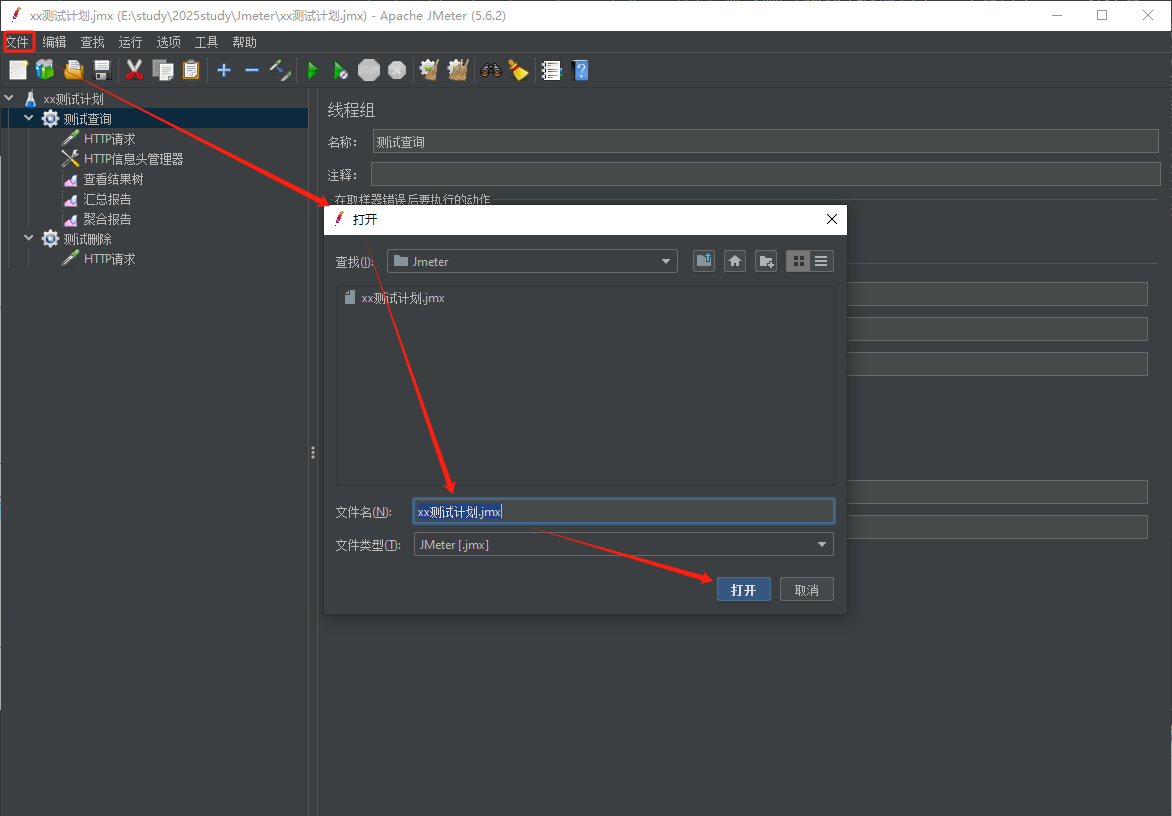 xx测试计划.jmx (E:\study\2025study\Jmeter\xx测试计划.jmx) - Apache JMeter (5.6.2)
文件 编辑 查找 运行 选项 工具 帮助
STOP
xx测试计划
测试查询
HTTP请求
HTTP信息头管理器
查看结果树
汇总报告
聚合报告
测试删除
HTTP请求
线程组
名称： 测试查询
注释：
在取样器错误后要执行的动作
打开
查找(I): Jmeter
xx测试计划.jmx
文件名(N): xx测试计划.jmx
文件类型(T): JMeter [.jmx]
打开 取消